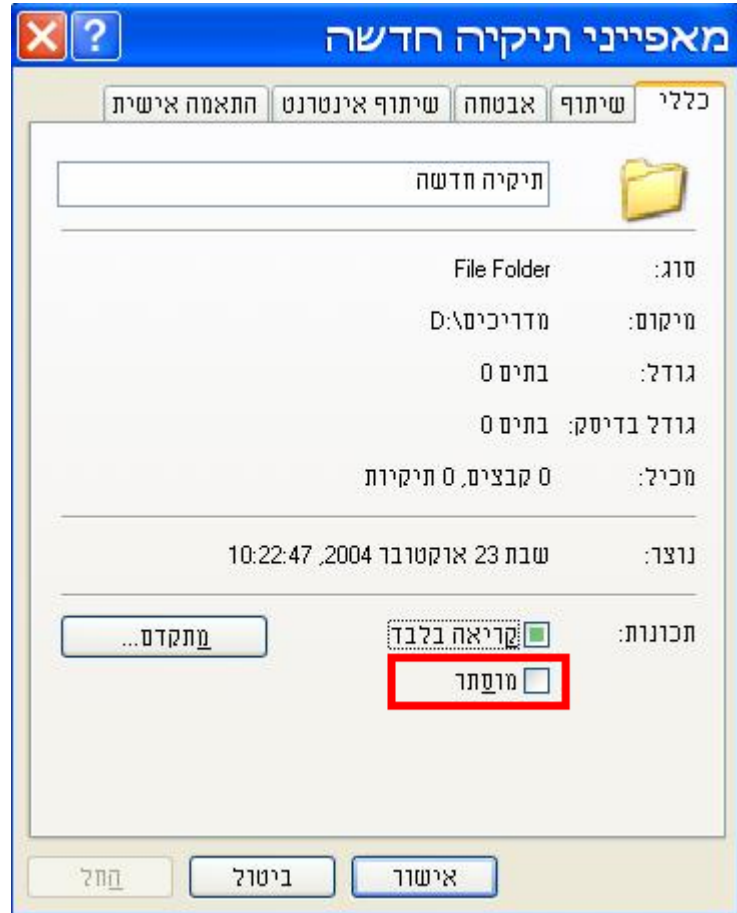 מאפייני תיקיה חדשה
כללי שיתוף אבטחה שיתוף אינטרנט התאמה אישית
תיקיה חדשה
סוג: File Folder
מיקום: D:\מדריכים
גודל: 0 בתים
גודל בדיסק: 0 בתים
מכיל: 0 קבצים, 0 תיקיות
נוצר: שבת 23 אוקטובר 2004, 10:22:47
תכונות: קריאה בלבד מתקדם...
מוסתר
אישור ביטול החל